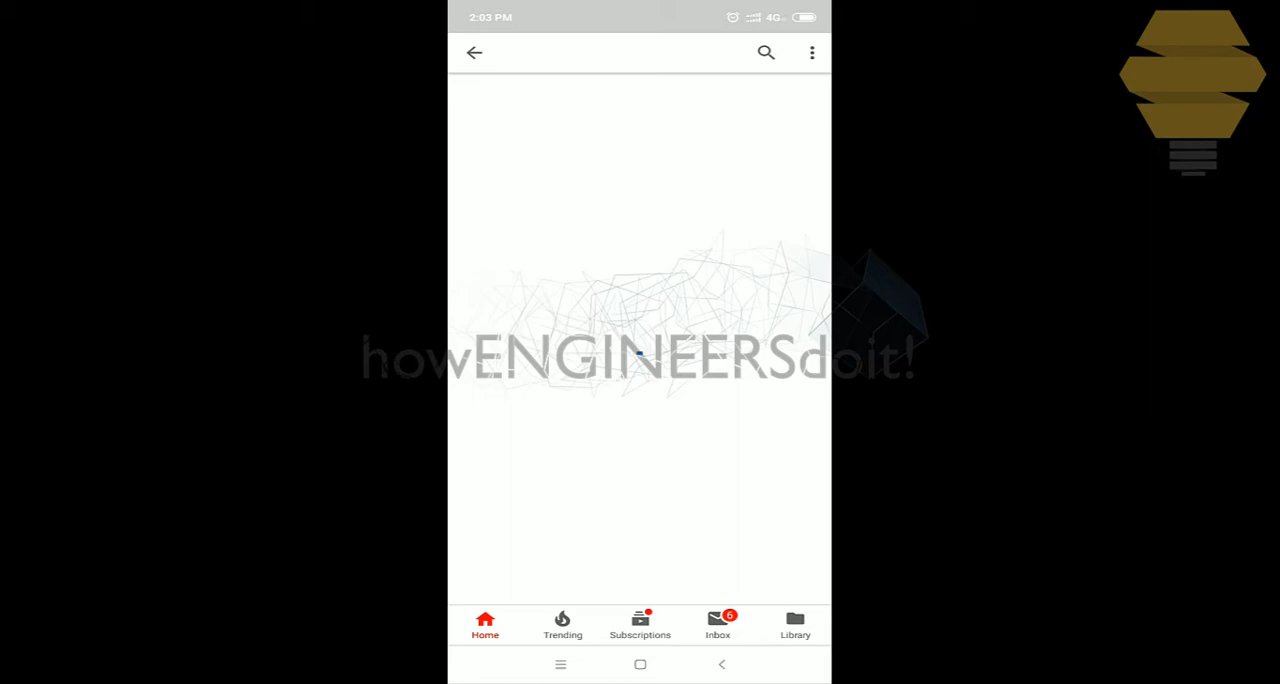 2:03 PM
4G
howENGINEERSdoit!
Home
Trending
Subscriptions
6
Inbox
Library